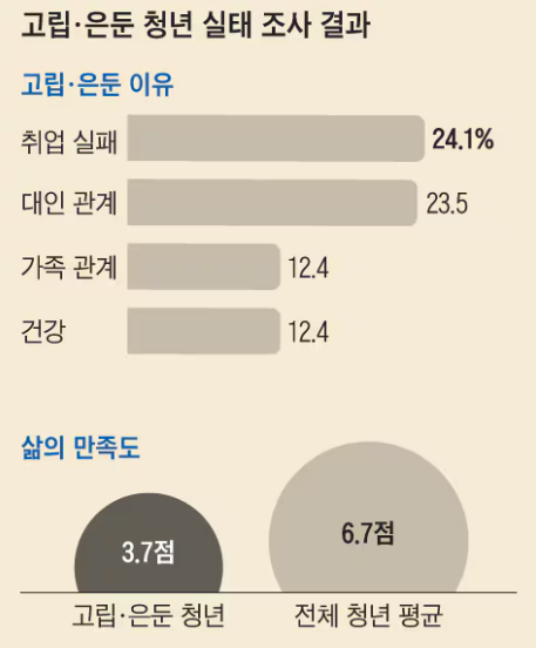 고립·은둔 청년 실태 조사 결과
고립·은둔 이유
취업 실패 24.1%
대인 관계 23.5
가족 관계 12.4
건강 12.4
삶의 만족도
3.7점 6.7점
고립·은둔 청년 전체 청년 평균